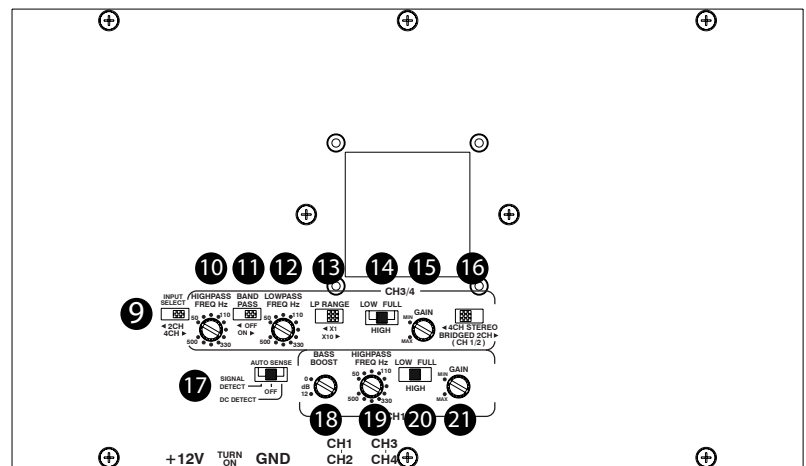 10 11 12 13 14 15 16
CH3/4
9
INPUT SELECT
◄ 2CH
4CH ►
HIGHPASS
FREQ Hz
50 110
500 330
BAND
PASS
◄ OFF
ON ►
LOWPASS
FREQ Hz
50 110
500 330
LP RANGE
◄ X1
X10 ►
LOW FULL
HIGH
GAIN
MIN
MAX
◄ 4CH STEREO
BRIDGED 2CH ►
( CH 1/2 )
17
AUTO SENSE
SIGNAL
DETECT
OFF
DC DETECT
BASS
BOOST
0
dB
12
HIGHPASS
FREQ Hz
50 110
500 330
LOW FULL
HIGH
GAIN
MIN
MAX
18 19 20 21
+12V
TURN
ON
GND
CH1
CH2
CH3
CH4